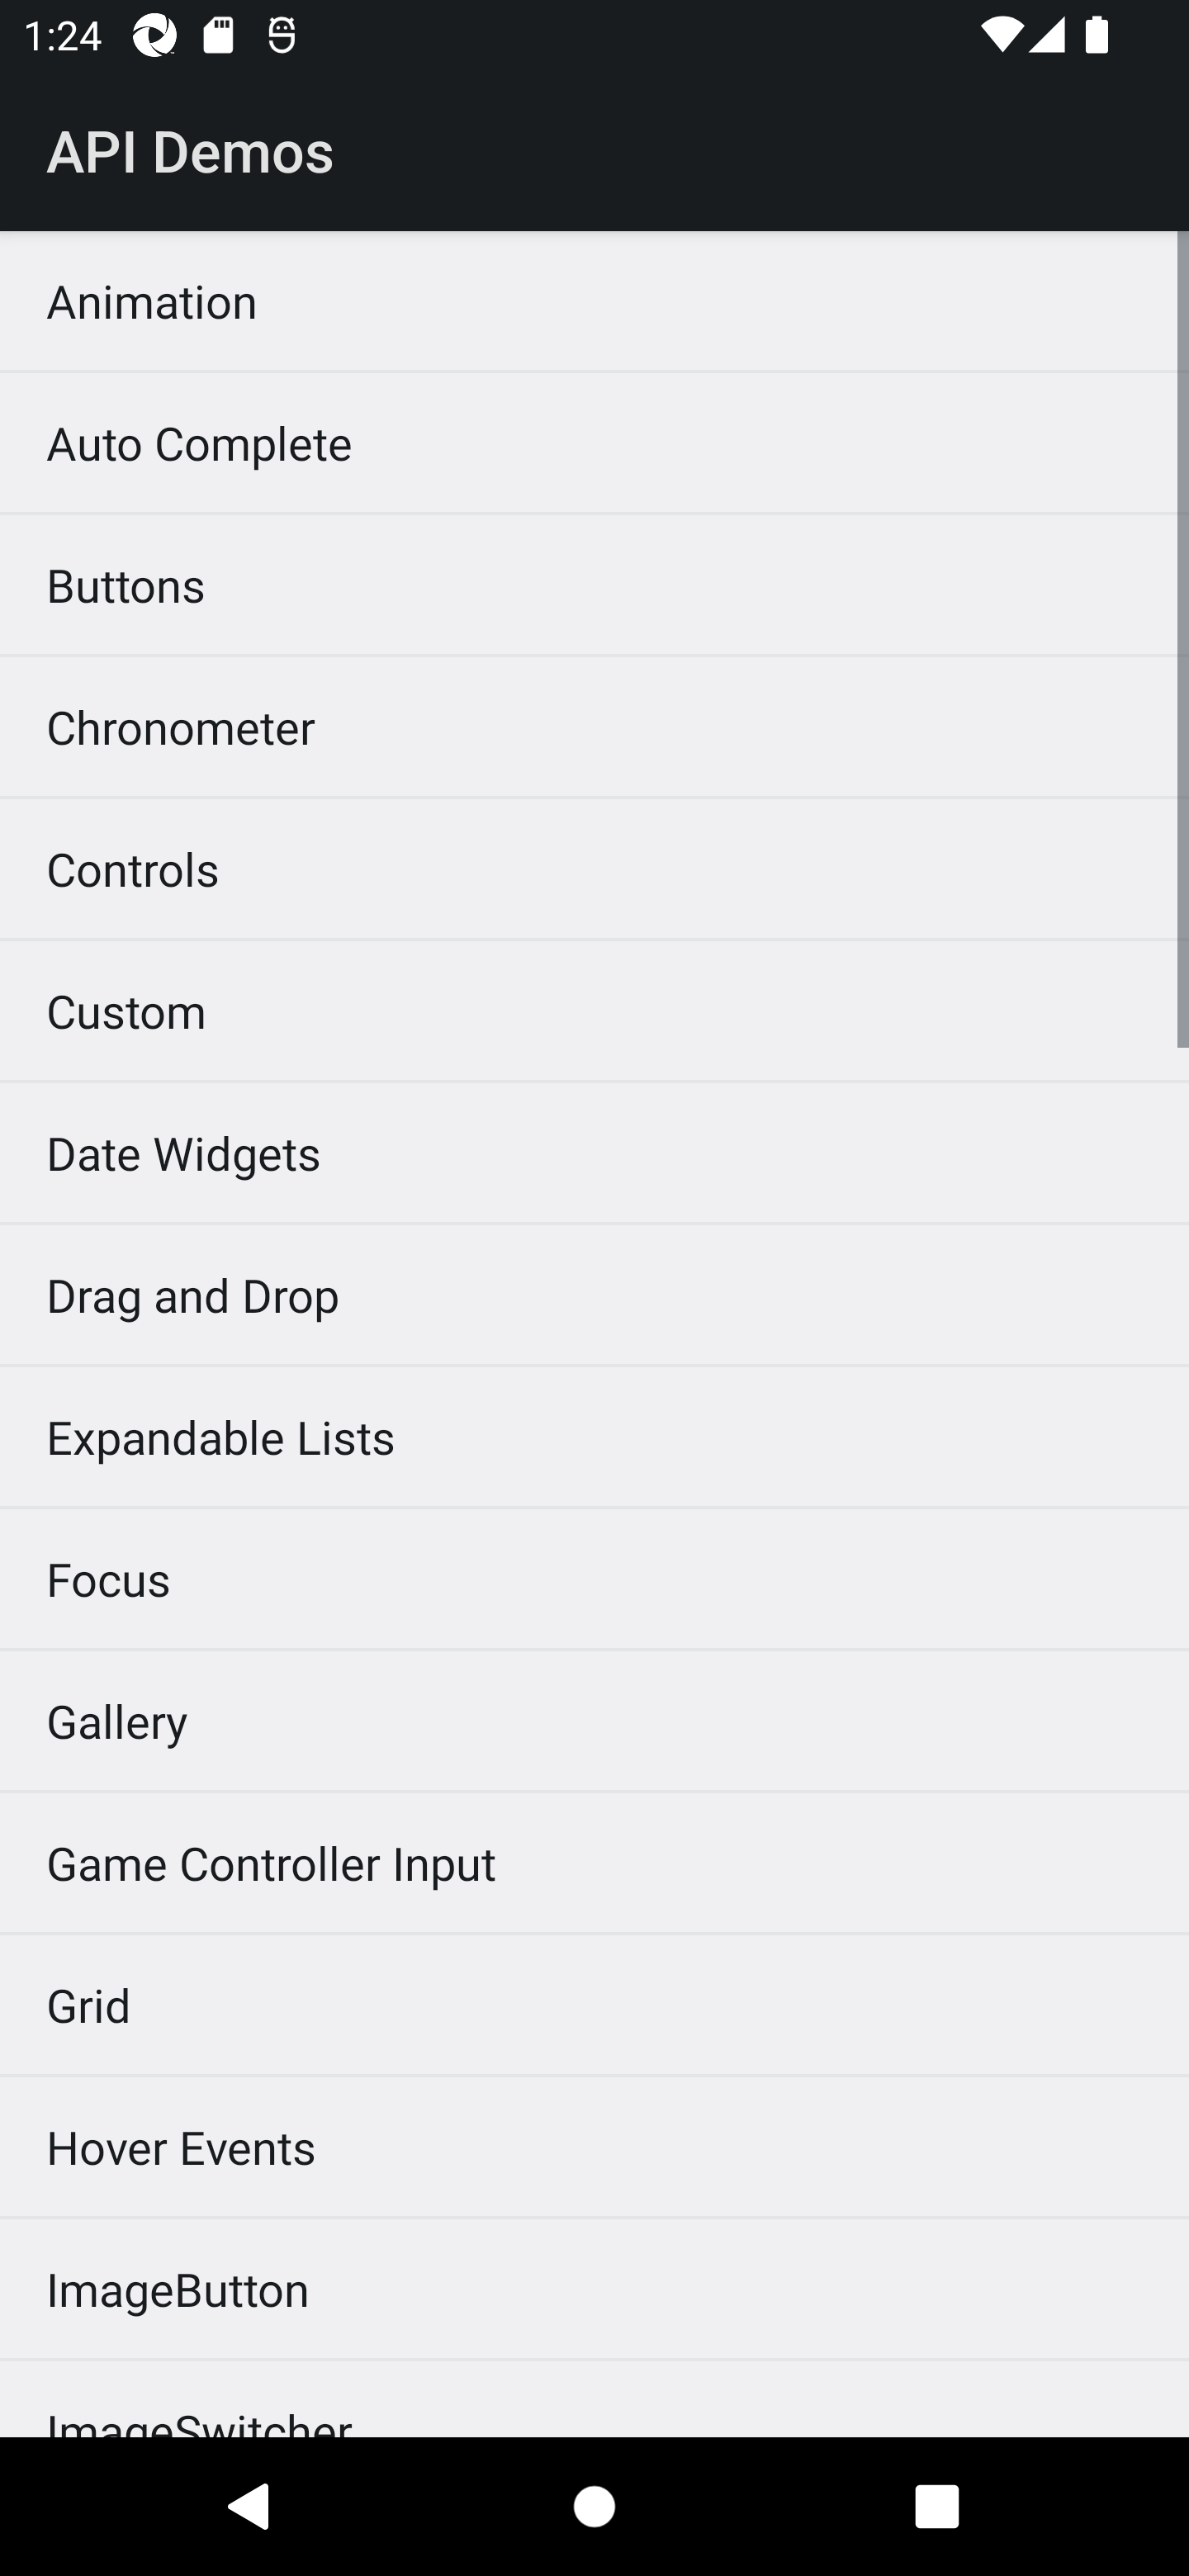 1:24
API Demos
Animation
Auto Complete
Buttons
Chronometer
Controls
Custom
Date Widgets
Drag and Drop
Expandable Lists
Focus
Gallery
Game Controller Input
Grid
Hover Events
ImageButton
ImageSwitcher